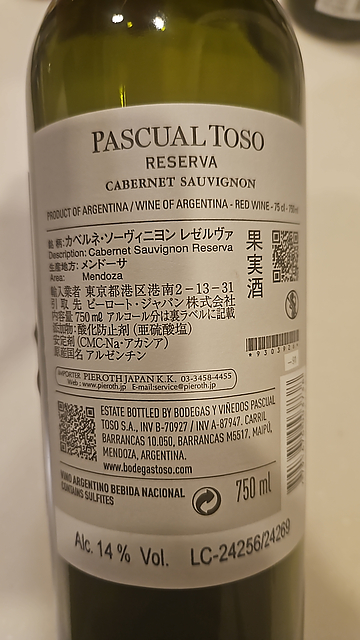 PASCUAL TOSO
RESERVA
CABERNET SAUVIGNON
PRODUCT OF ARGENTINA / WINE OF ARGENTINA - RED WINE - 75 cl - 750 ml
銘 柄: カベルネ・ソーヴィニヨン レゼルヴァ
Description: Cabernet Sauvignon Reserva
生産地方: メンドーサ
Area: Mendoza
輸入業者 東京都港区港南2-13-31
引 取 先 ピーロート・ジャパン株式会社
内容量 750㎖ アルコール分は裏ラベルに記載
添加物: 酸化防止剤 (亜硫酸塩)
安定剤 (CMC-Na・アカシア)
原産国名 アルゼンチン
果実酒
IMPORTER PIEROTH JAPAN K.K. 03-3458-4455
Web : www.pieroth.jp E-mail:service@pieroth.jp
ESTATE BOTTLED BY BODEGAS Y VIÑEDOS PASCUAL
TOSO S.A., INV B-70927 / INV A-87947. CARRIL
BARRANCAS 10.050, BARRANCAS M5517, MAIPÚ,
MENDOZA, ARGENTINA.
www.bodegastoso.com
VINO ARGENTINO BEBIDA NACIONAL
CONTAINS SULFITES
750 ml
Alc. 14 % Vol. LC-24256/24269